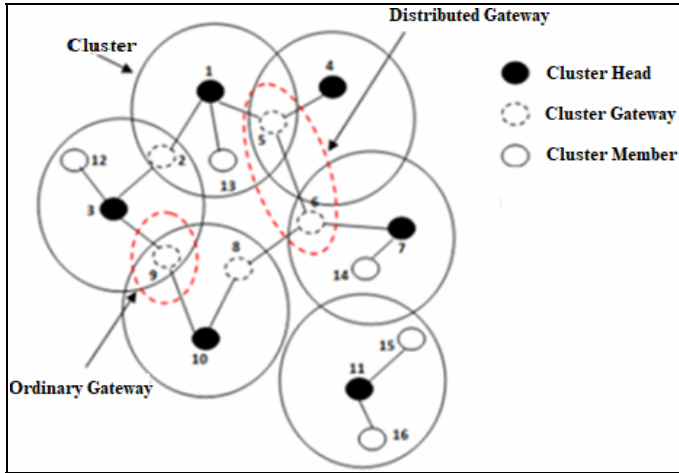 Distributed Gateway
Cluster
1
4
Cluster Head
5
Cluster Gateway
12
2
13
Cluster Member
3
6
9
8
7
14
10
15
11
Ordinary Gateway
16